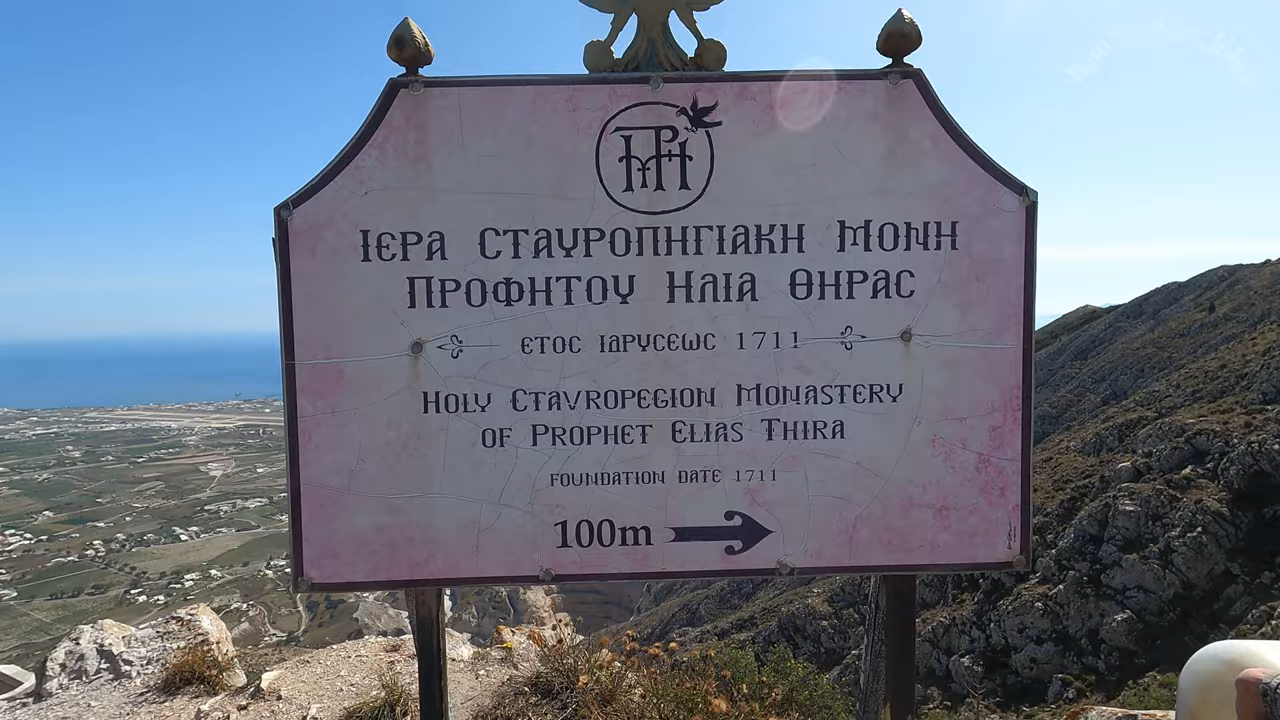 ΙΕΡΑ ΣΤΑΥΡΟΠΗΓΙΑΚΗ ΜΟΝΗ
ΠΡΟΦΗΤΟΥ ΗΛΙΑ ΘΗΡΑΣ
ΕΤΟΣ ΙΔΡΥΣΕΩΣ 1711
HOLY CTAVROPEGION MONASTERY
OF PROPHET ELIAS THIRA
FOUNDATION DATE 1711
100m